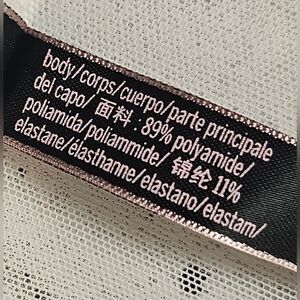 body/corps/cuerpo/parte principale
del capo/ 面料 : 89% polyamide/
poliamida/poliammide/ 锦纶 11%
elastane/élasthanne/elastano/elastam/